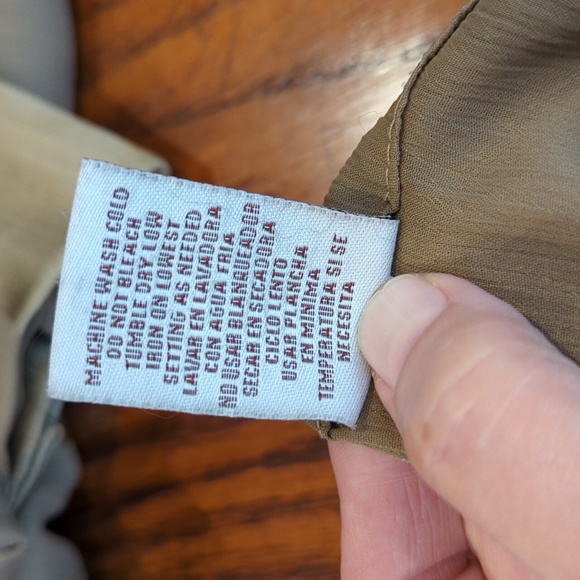 MACHINE WASH COLD
DO NOT BLEACH
TUMBLE DRY LOW
IRON ON LOWEST
SETTING AS NEEDED
LAVAR EN LAVADORA
CON AGUA FRIA
NO USAR BLANQUEADOR
SECAR EN SECADORA
CICLO LENTO
USAR PLANCHA
EN MINIMA
TEMPERATURA SI SE
NECSITA